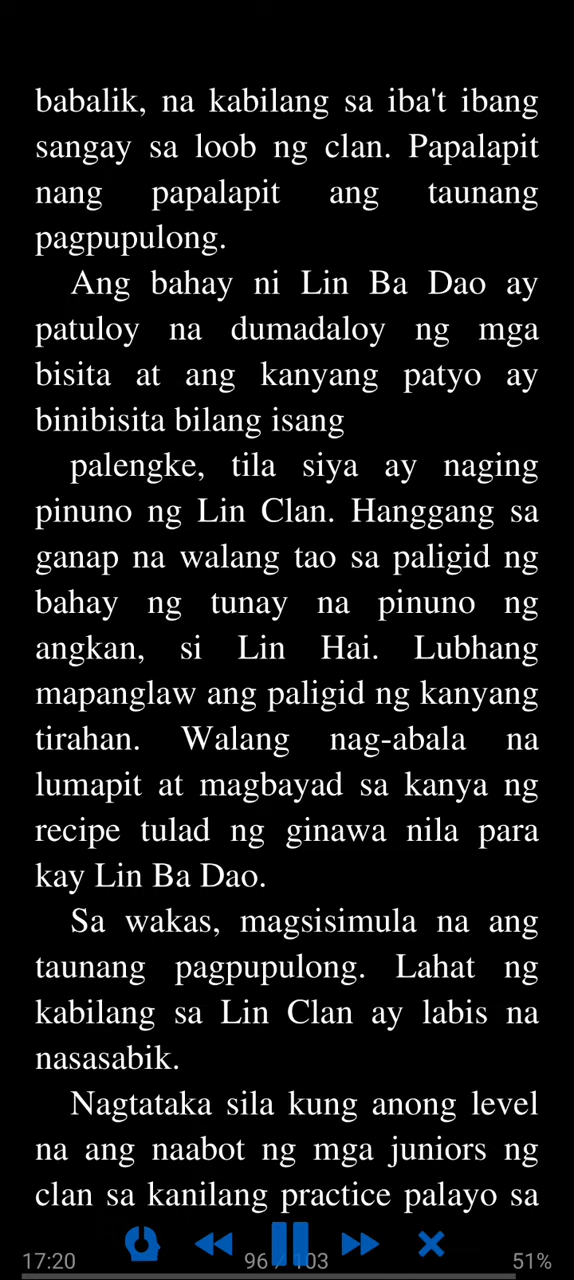 babalik, na kabilang sa iba't ibang
sangay sa loob ng clan. Papalapit
nang papalapit ang taunang
pagpupulong.
Ang bahay ni Lin Ba Dao ay
patuloy na dumadaloy ng mga
bisita at ang kanyang patyo ay
binibisita bilang isang
palengke, tila siya ay naging
pinuno ng Lin Clan. Hanggang sa
ganap na walang tao sa paligid ng
bahay ng tunay na pinuno ng
angkan, si Lin Hai. Lubhang
mapanglaw ang paligid ng kanyang
tirahan. Walang nag-abala na
lumapit at magbayad sa kanya ng
recipe tulad ng ginawa nila para
kay Lin Ba Dao.
Sa wakas, magsisimula na ang
taunang pagpupulong. Lahat ng
kabilang sa Lin Clan ay labis na
nasasabik.
Nagtataka sila kung anong level
na ang naabot ng mga juniors ng
clan sa kanilang practice palayo sa
17:20 96 / 103 51%